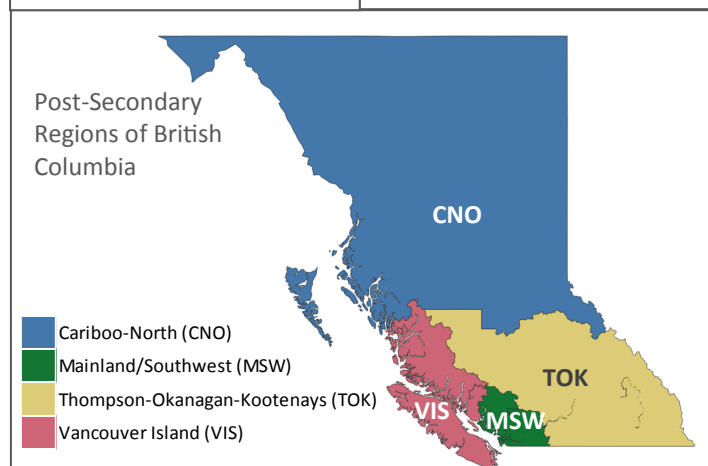 Post-Secondary
Regions of British
Columbia
CNO
Cariboo-North (CNO)
Mainland/Southwest (MSW)
Thompson-Okanagan-Kootenays (TOK)
Vancouver Island (VIS)
TOK
VIS
MSW